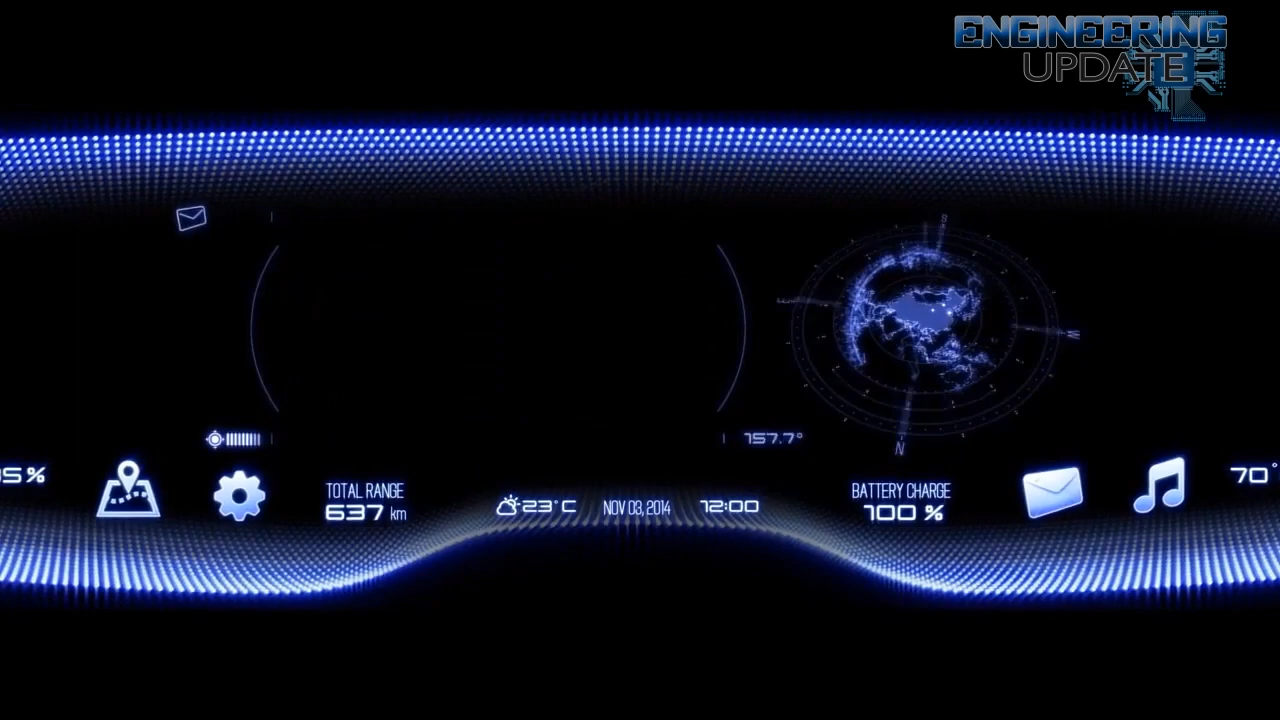 ENGINEERING
UPDATE
S
W
157.7°
N
5%
70°
TOTAL RANGE
637 km
23°C
NOV 03, 2014
12:00
BATTERY CHARGE
100 %